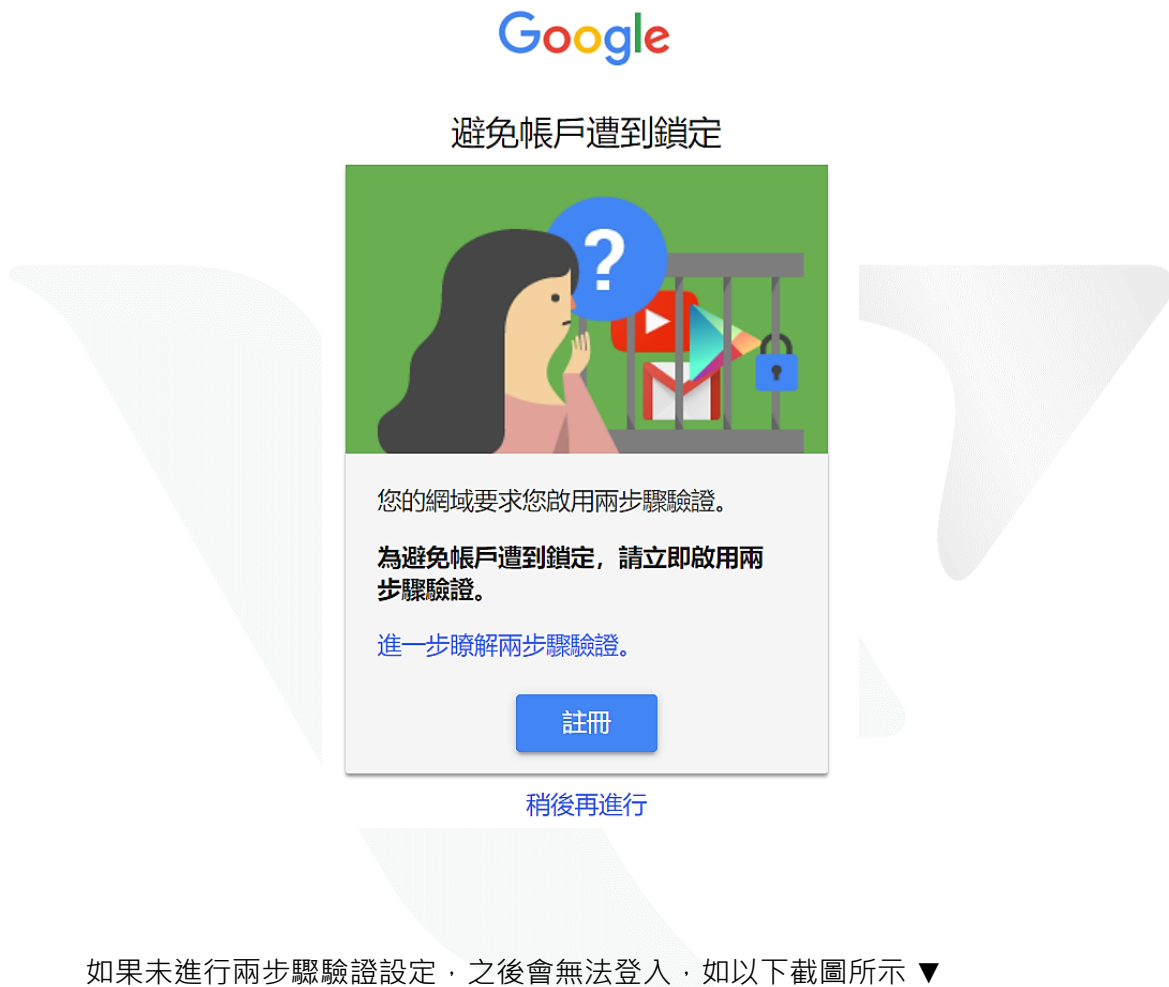 Google
避免帳戶遭到鎖定
?
您的網域要求您啟用兩步驟驗證。
為避免帳戶遭到鎖定，請立即啟用兩
步驟驗證。
進一步瞭解兩步驟驗證。
註冊
稍後再進行
如果未進行兩步驟驗證設定，之後會無法登入，如以下截圖所示 ▼